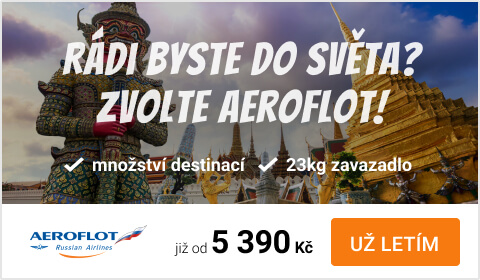 RÁDI BYSTE DO SVĚTA?
ZVOLTE AEROFLOT!
množství destinací 23kg zavazadlo
AEROFLOT
Russian Airlines
již od 5 390 Kč
UŽ LETÍM